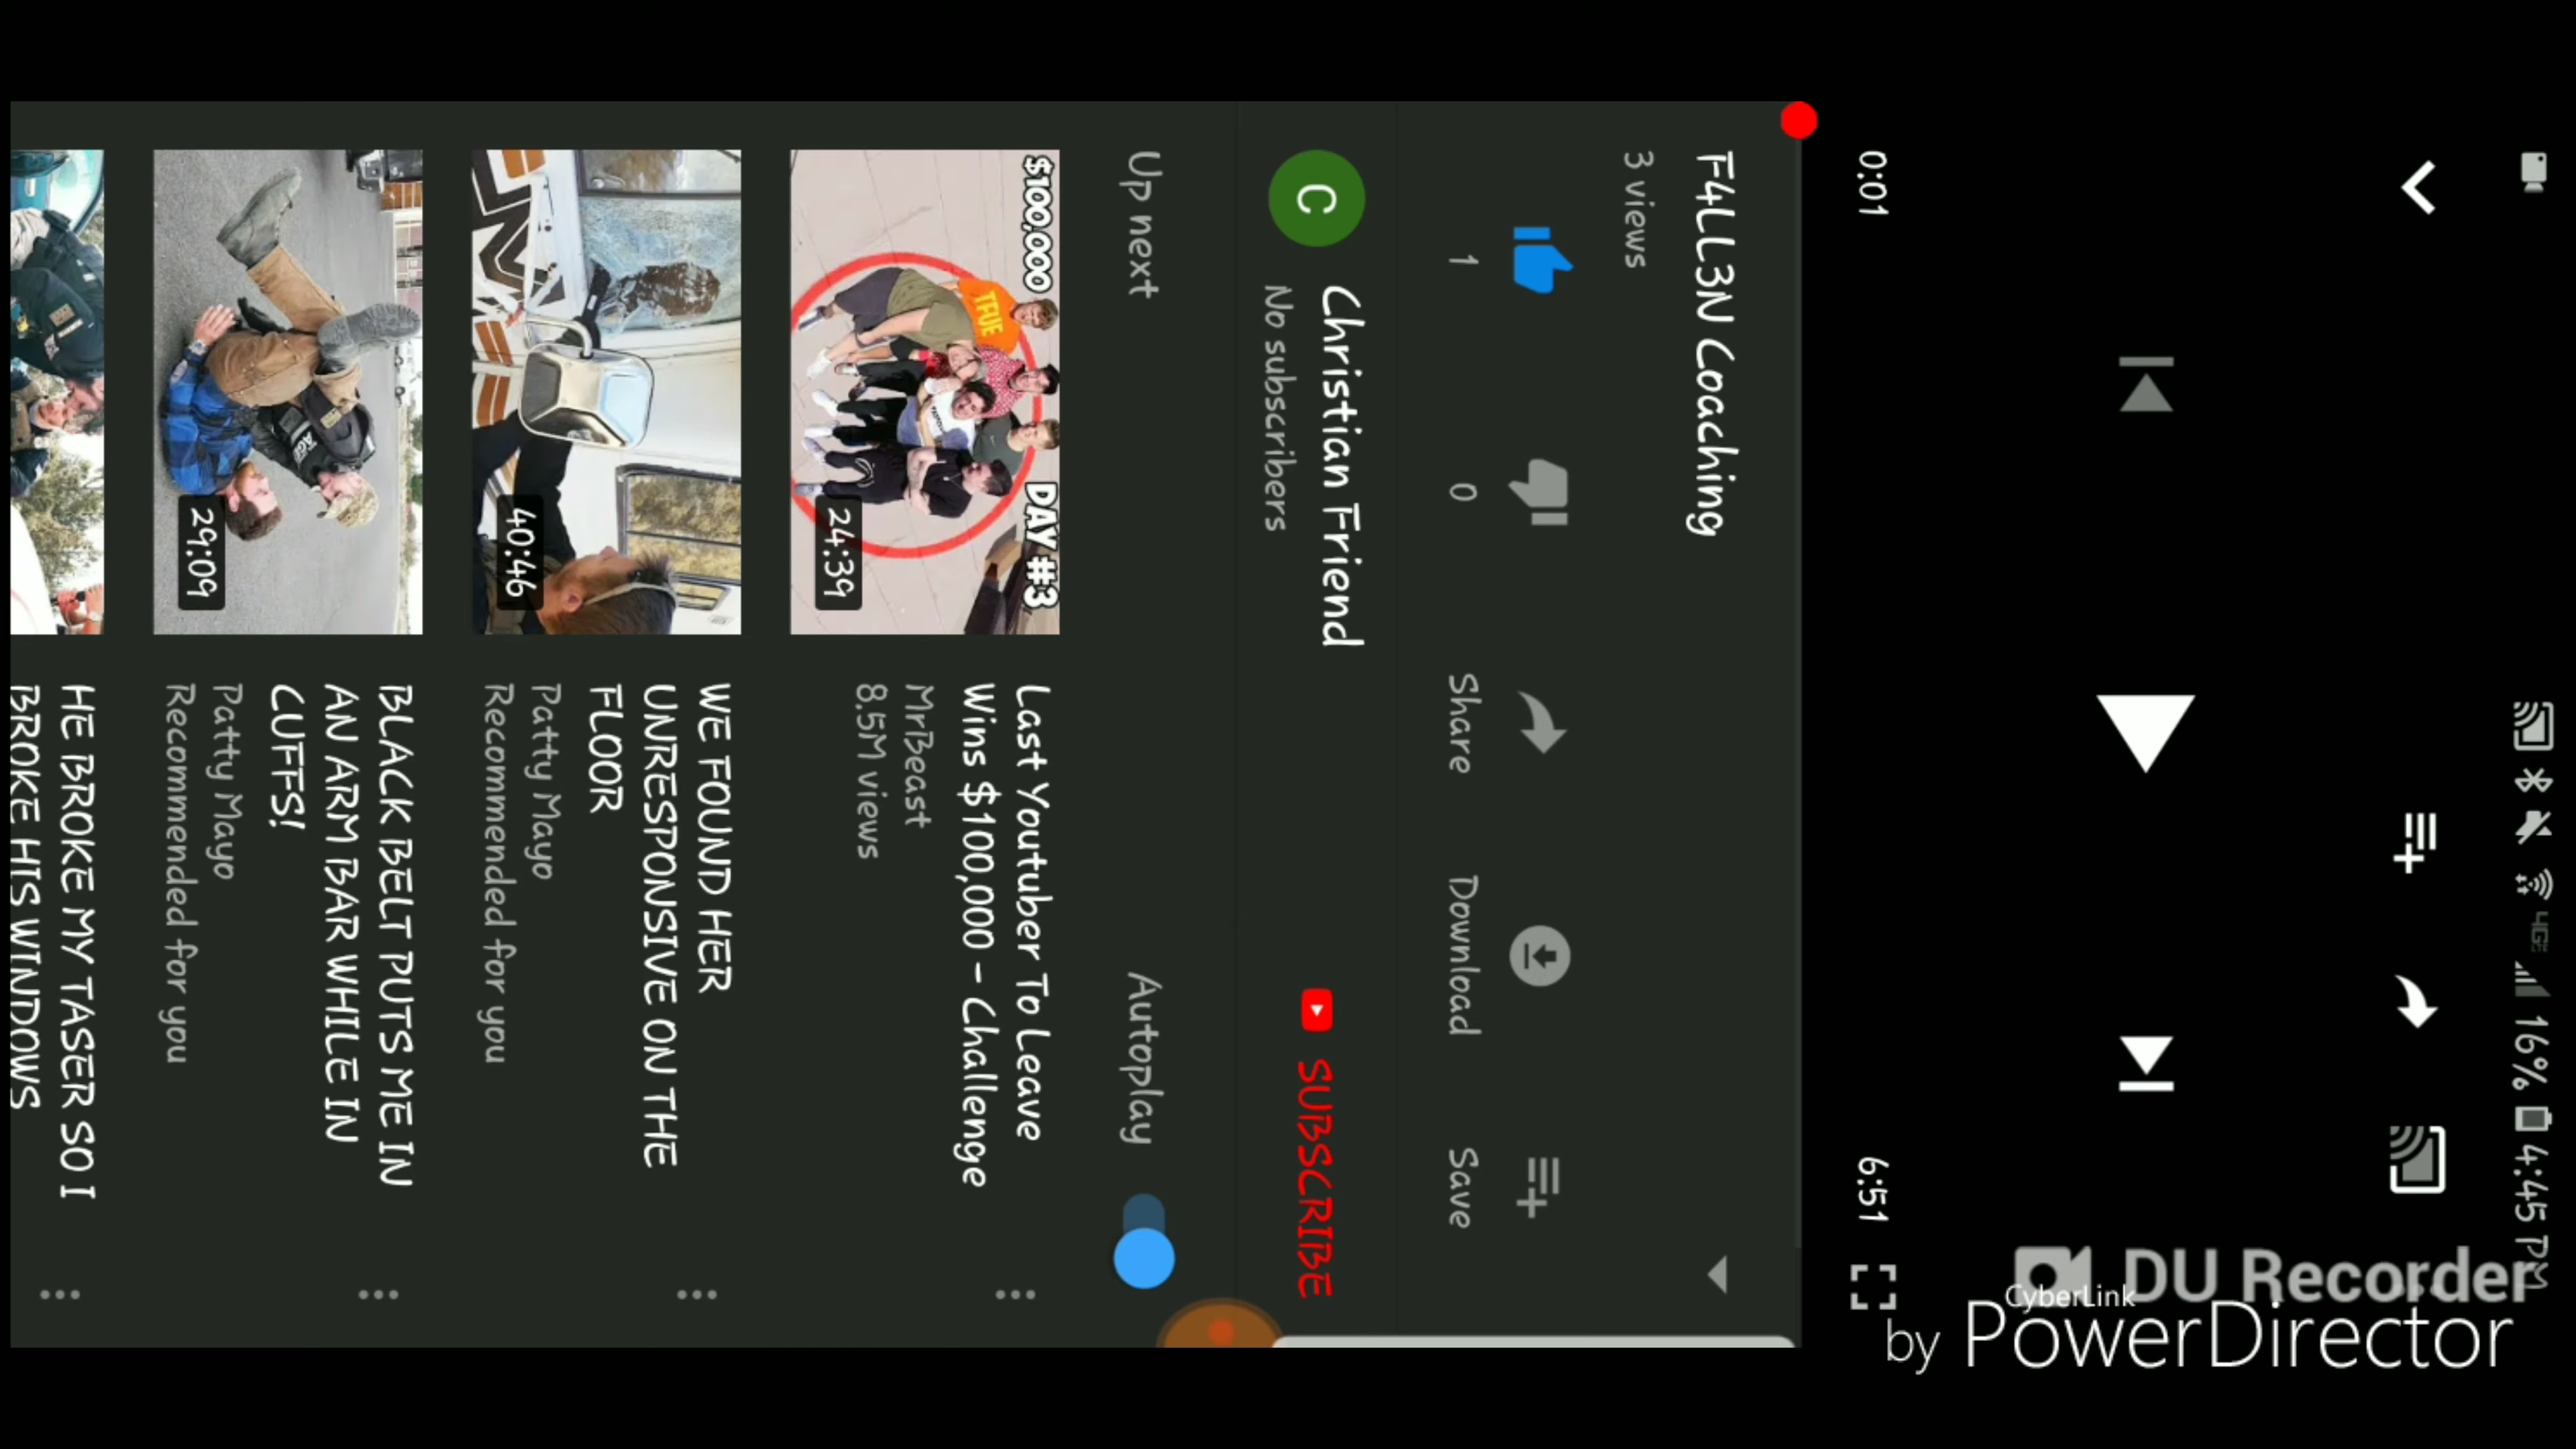 4G 16% 4:45 PM
0:01 6:51
F4LL3N Coaching
3 views
1 0 Share Download Save
C Christian Friend SUBSCRIBE
No subscribers
Up next Autoplay
$100,000 DAY #3
TFUE
24:39
Last Youtuber To Leave
Wins $100,000 - Challenge
MrBeast
8.5M views
40:46
WE FOUND HER
UNRESPONSIVE ON THE
FLOOR
Patty Mayo
Recommended for you
29:09
BLACK BELT PUTS ME IN
AN ARM BAR WHILE IN
CUFFS!
Patty Mayo
Recommended for you
HE BROKE MY TASER SO I
BROKE HIS WINDOWS
DU Recorder
CyberLink
by PowerDirector